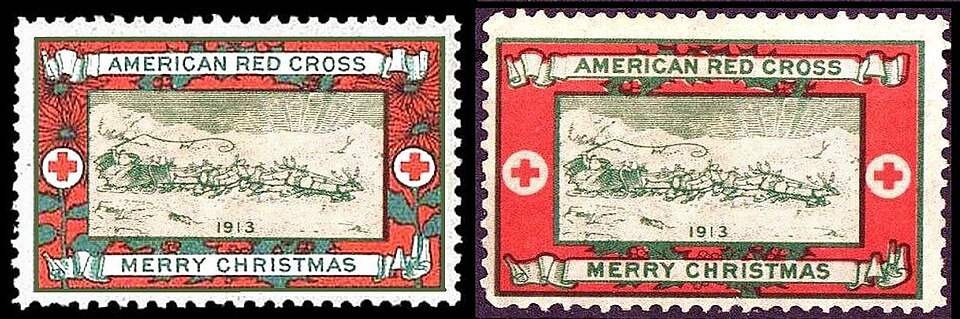 AMERICAN RED CROSS
1913
MERRY CHRISTMAS
AMERICAN RED CROSS
1913
MERRY CHRISTMAS